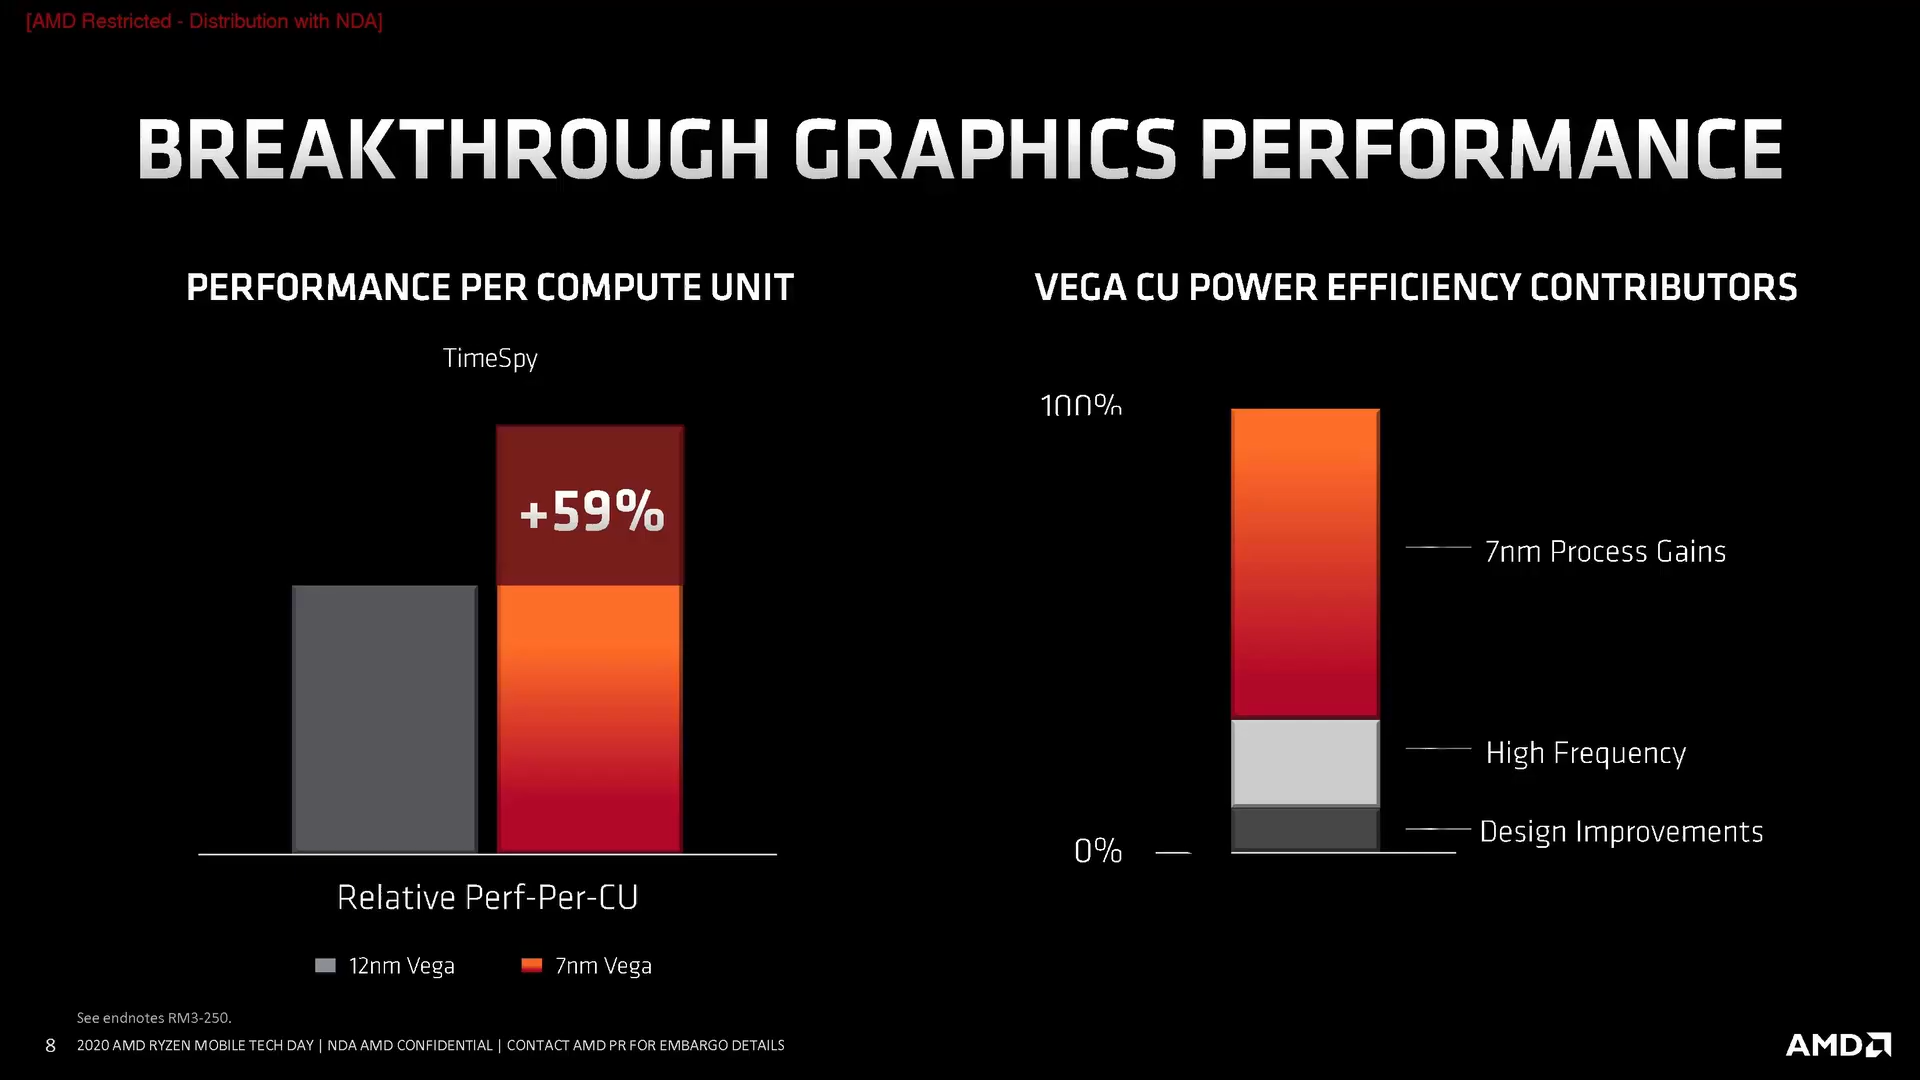 [AMD Restricted - Distribution with NDA]
BREAKTHROUGH GRAPHICS PERFORMANCE
PERFORMANCE PER COMPUTE UNIT
TimeSpy
+59%
Relative Perf-Per-CU
12nm Vega
7nm Vega
VEGA CU POWER EFFICIENCY CONTRIBUTORS
100%
7nm Process Gains
High Frequency
Design Improvements
0%
See endnotes RM3-250.
8 2020 AMD RYZEN MOBILE TECH DAY | NDA AMD CONFIDENTIAL | CONTACT AMD PR FOR EMBARGO DETAILS
AMD